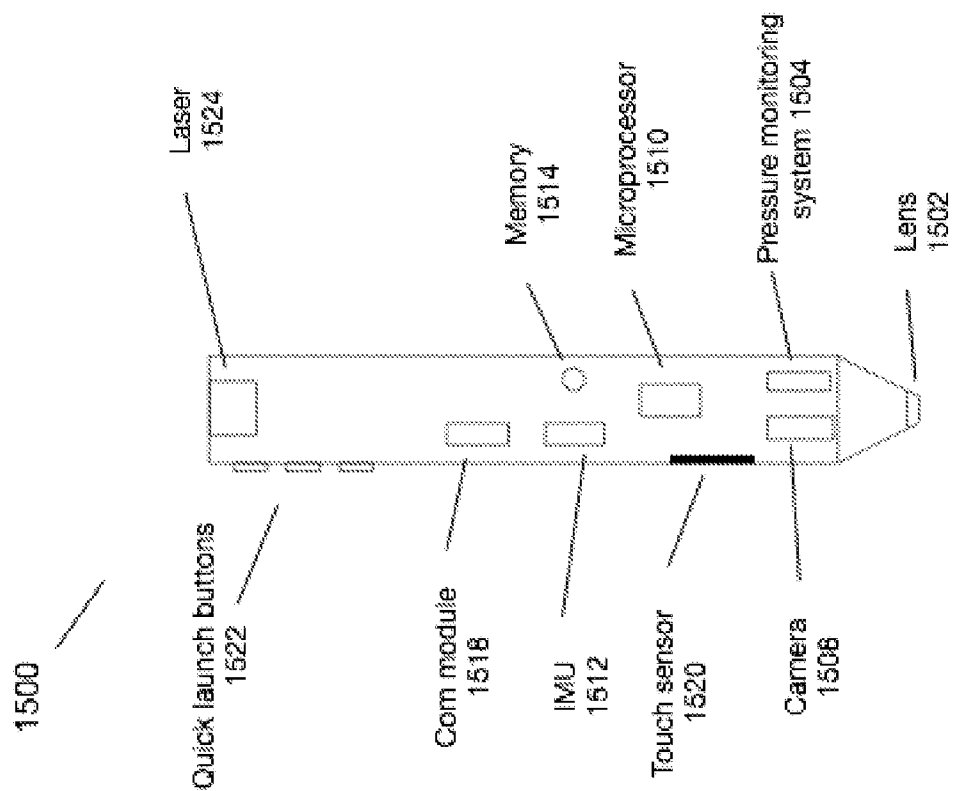 1500
Laser
1524
Quick launch buttons
1522
Memory
1514
Com module
1518
Microprocessor
1510
IMU
1512
Touch sensor
1520
Pressure monitoring
system 1504
Camera
1508
Lens
1502